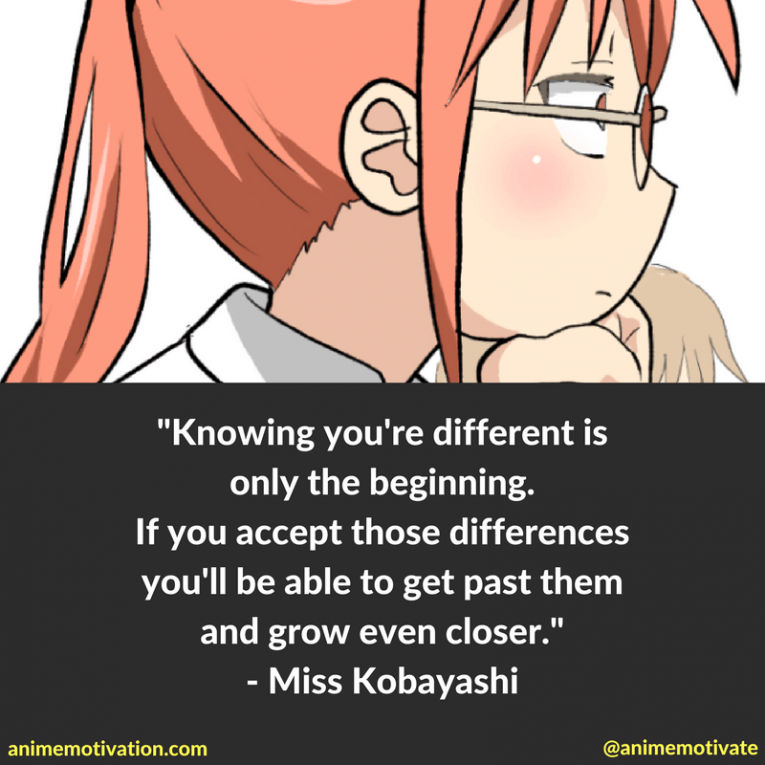 "Knowing you're different is
only the beginning.
If you accept those differences
you'll be able to get past them
and grow even closer."
- Miss Kobayashi
animemotivation.com
@animemotivate